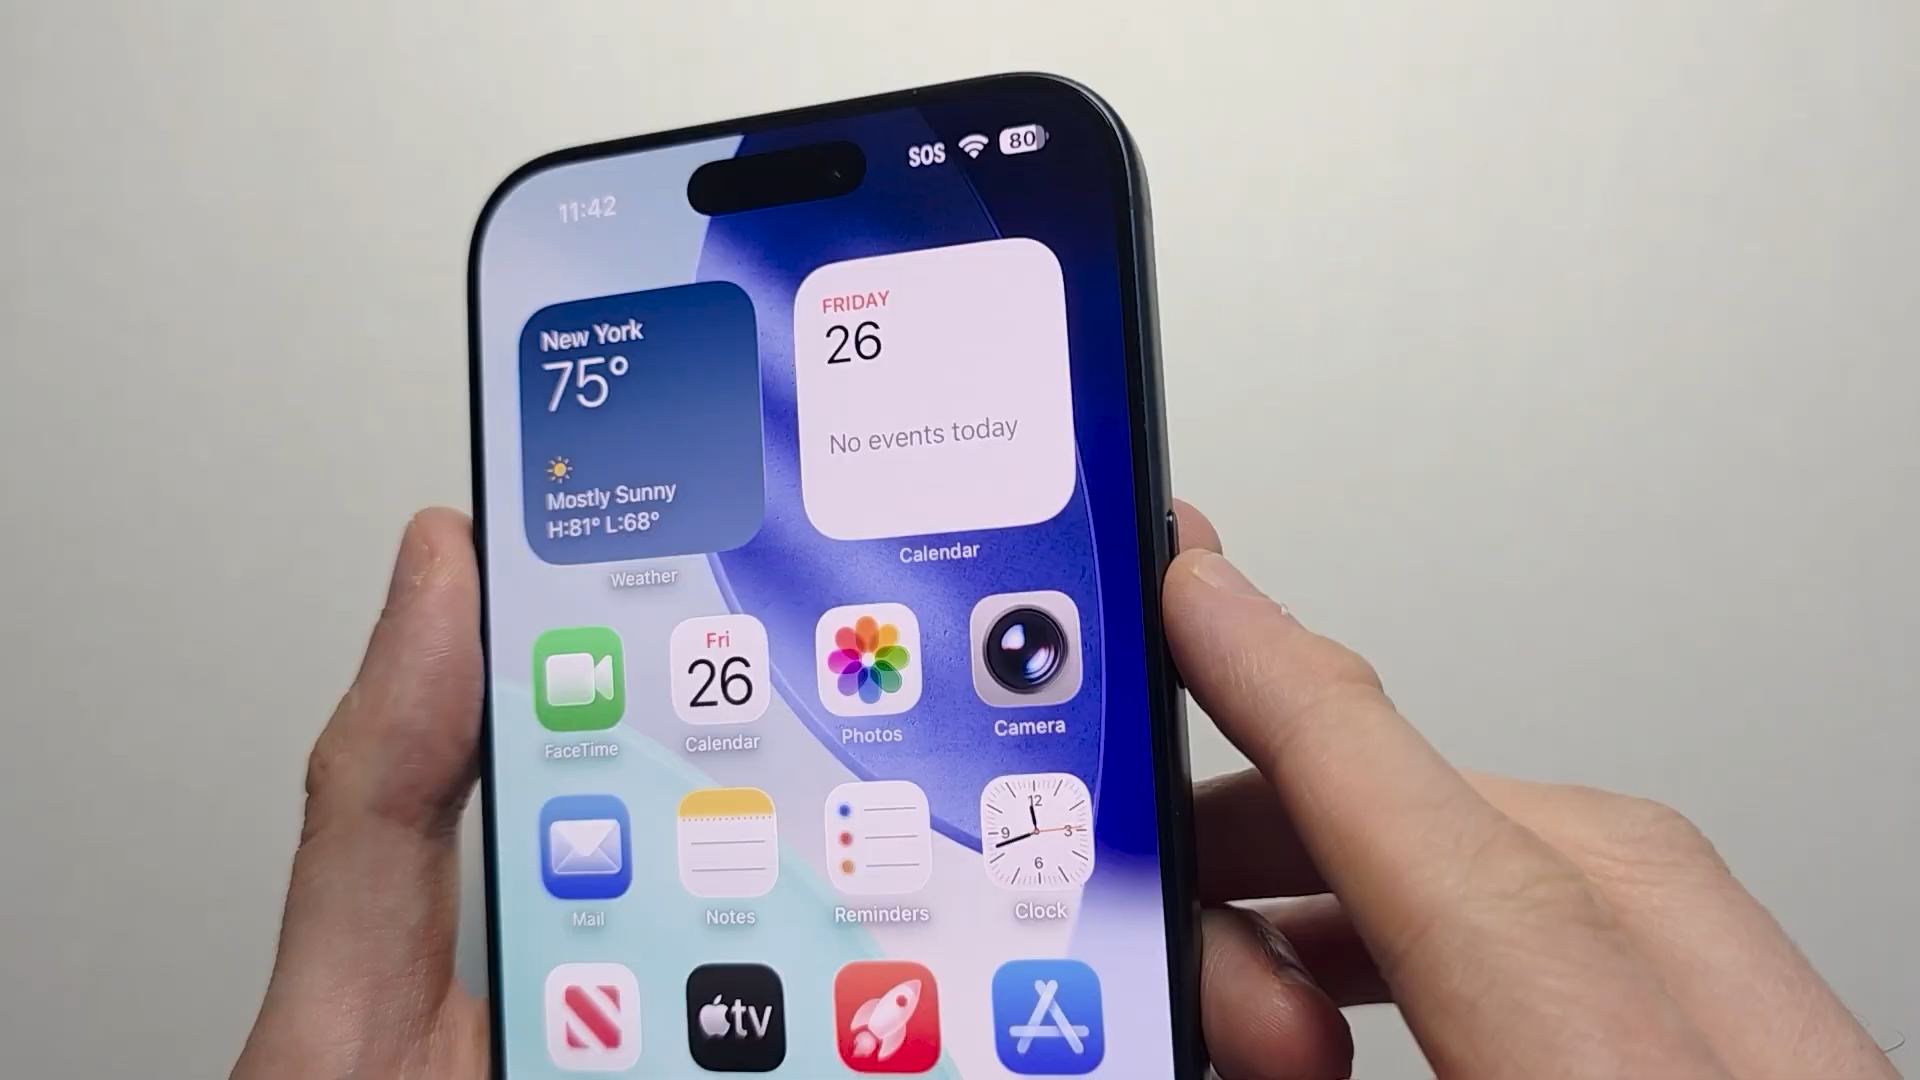 11:42
SOS 80
New York
75°
Mostly Sunny
H:81° L:68°
Weather
FRIDAY
26
No events today
Calendar
FaceTime
Fri
26
Calendar
Photos
Camera
Mail
Notes
Reminders
12
9 3
6
Clock
tv